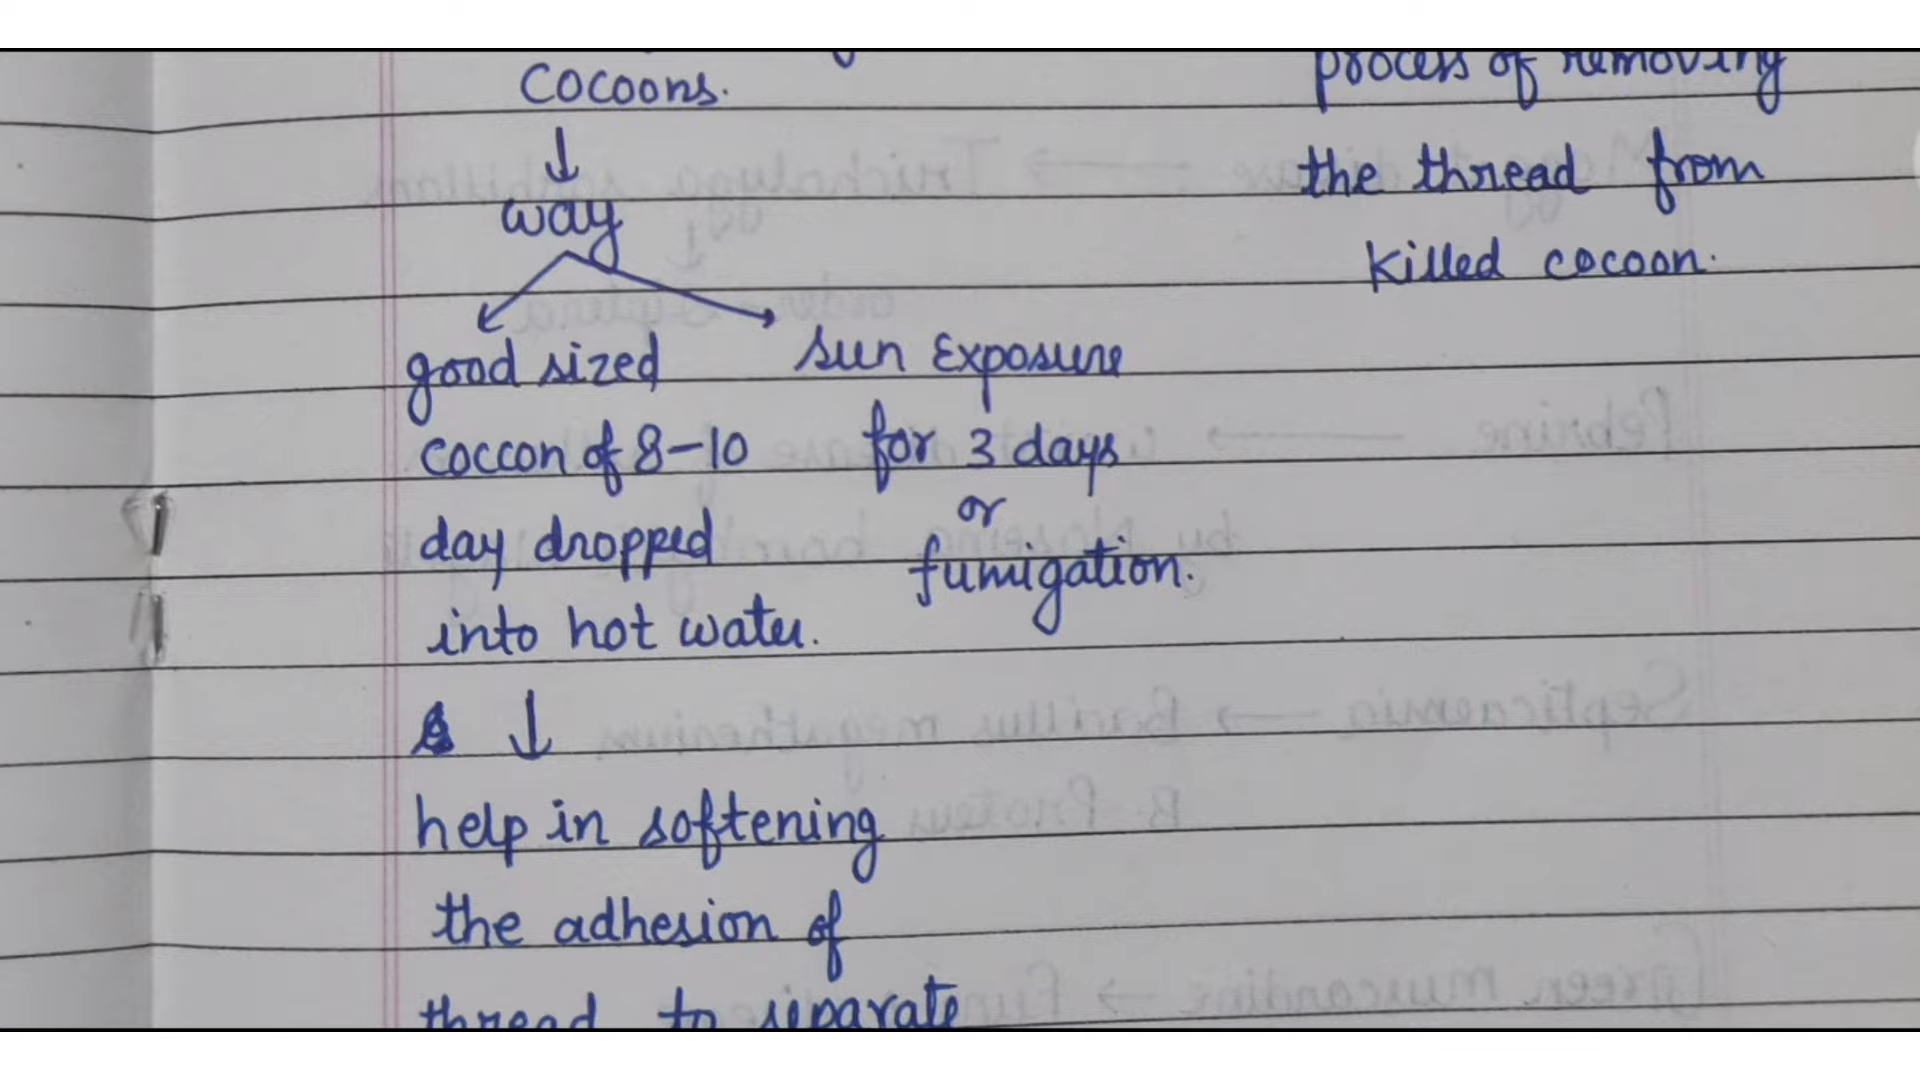 cocoons.
↓
way
good sized
coccon of 8-10
day dropped
into hot water.
↓
help in softening
the adhesion of
thread to separate
sun Exposure
for 3 days
or
fumigation.
process of removing
the thread from
killed cocoon.